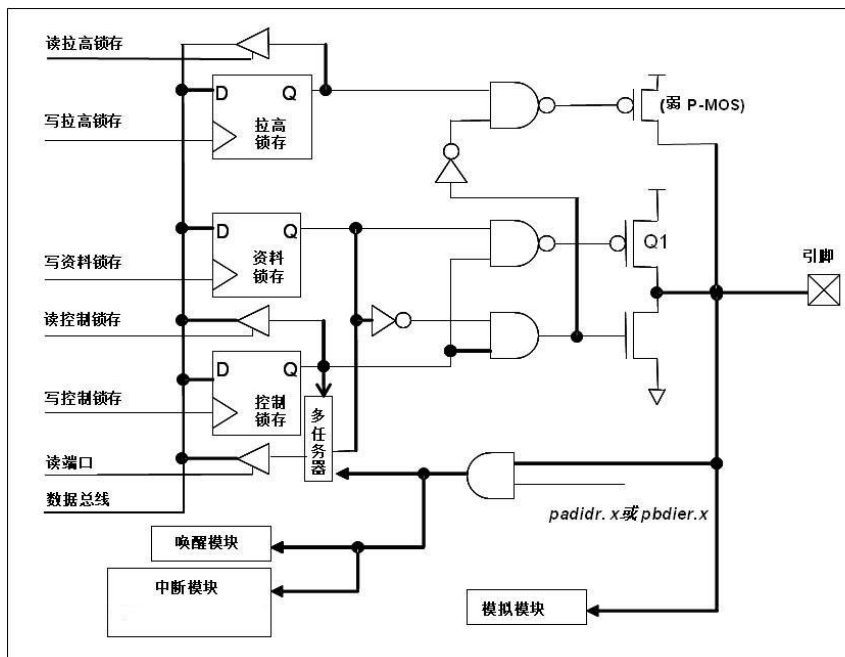 读拉高锁存
D Q
拉高
锁存
写拉高锁存
(弱 P-MOS)
D Q
资料
锁存
写资料锁存
Q1
引脚
读控制锁存
D Q
控制
锁存
写控制锁存
多任务器
读端口
数据总线
padidr.x或pbdier.x
唤醒模块
中断模块
模拟模块